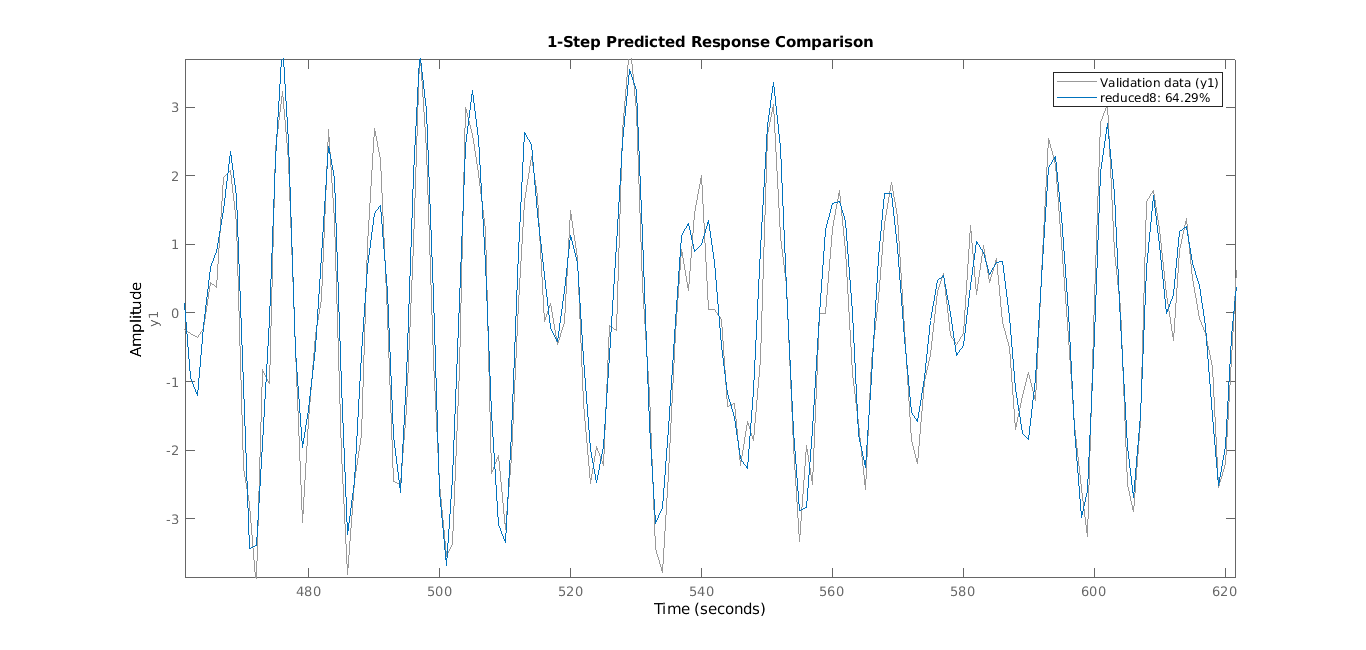 1-Step Predicted Response Comparison
Validation data (y1)
reduced8: 64.29%
Amplitude
y1
3
2
1
0
-1
-2
-3
480
500
520
540
560
580
600
620
Time (seconds)